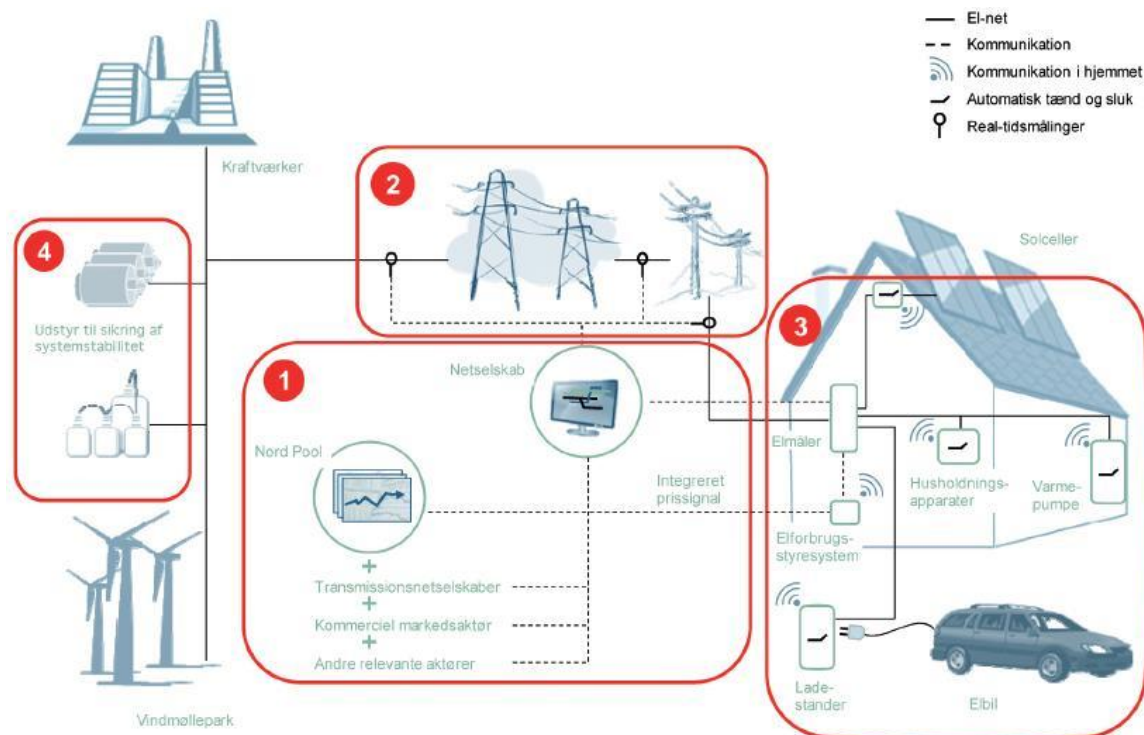 El-net
Kommunikation
Kommunikation i hjemmet
Automatisk tænd og sluk
Real-tidsmålinger
Kraftværker
2
4
Udstyr til sikring af
systemstabilitet
Solceller
3
1
Netselskab
Nord Pool
Elmåler
Integreret
prissignal
Husholdnings-
apparater
Varme-
pumpe
Elforbrugs-
styresystem
+
Transmissionsnetselskaber
+
Kommerciel markedsaktør
+
Andre relevante aktører
Lade-
stander
Elbil
Vindmøllepark